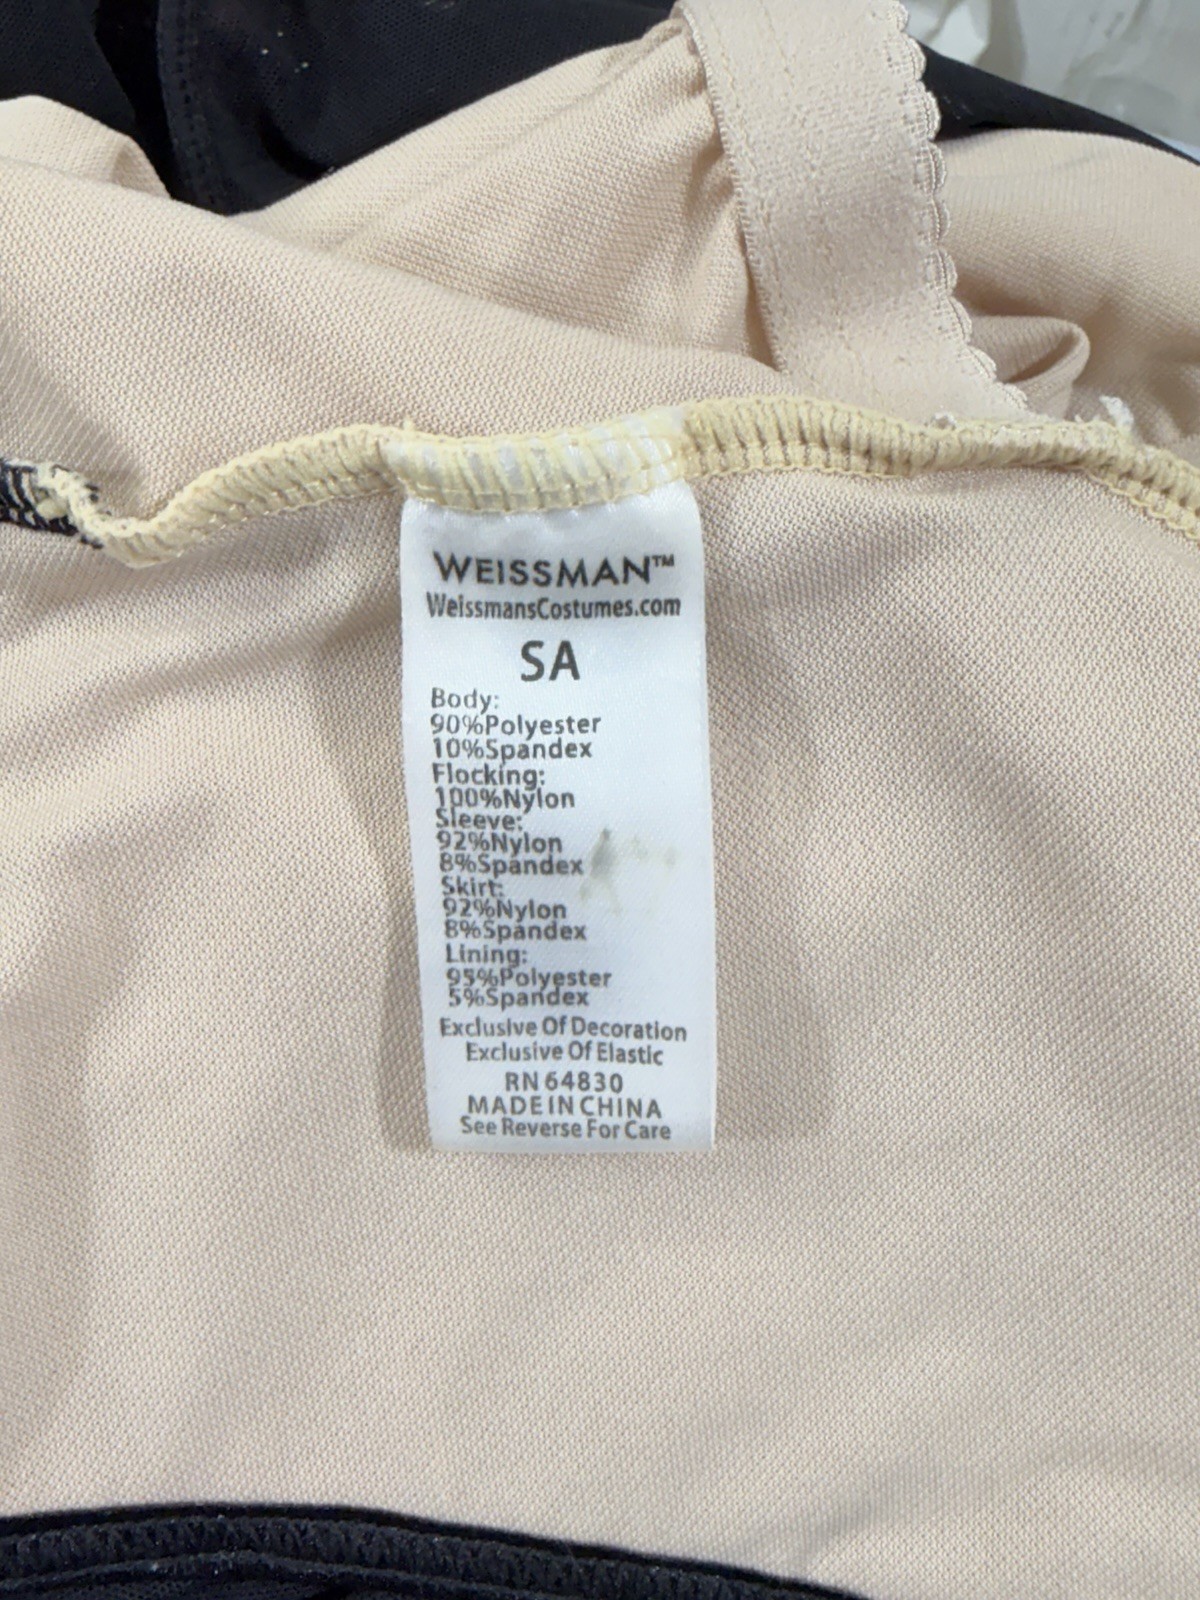 WEISSMAN™
WeissmansCostumes.com
SA
Body:
90%Polyester
10%Spandex
Flocking:
100%Nylon
Sleeve:
92%Nylon
8%Spandex
Skirt:
92%Nylon
8%Spandex
Lining:
95%Polyester
5%Spandex
Exclusive Of Decoration
Exclusive Of Elastic
RN 64830
MADE IN CHINA
See Reverse For Care